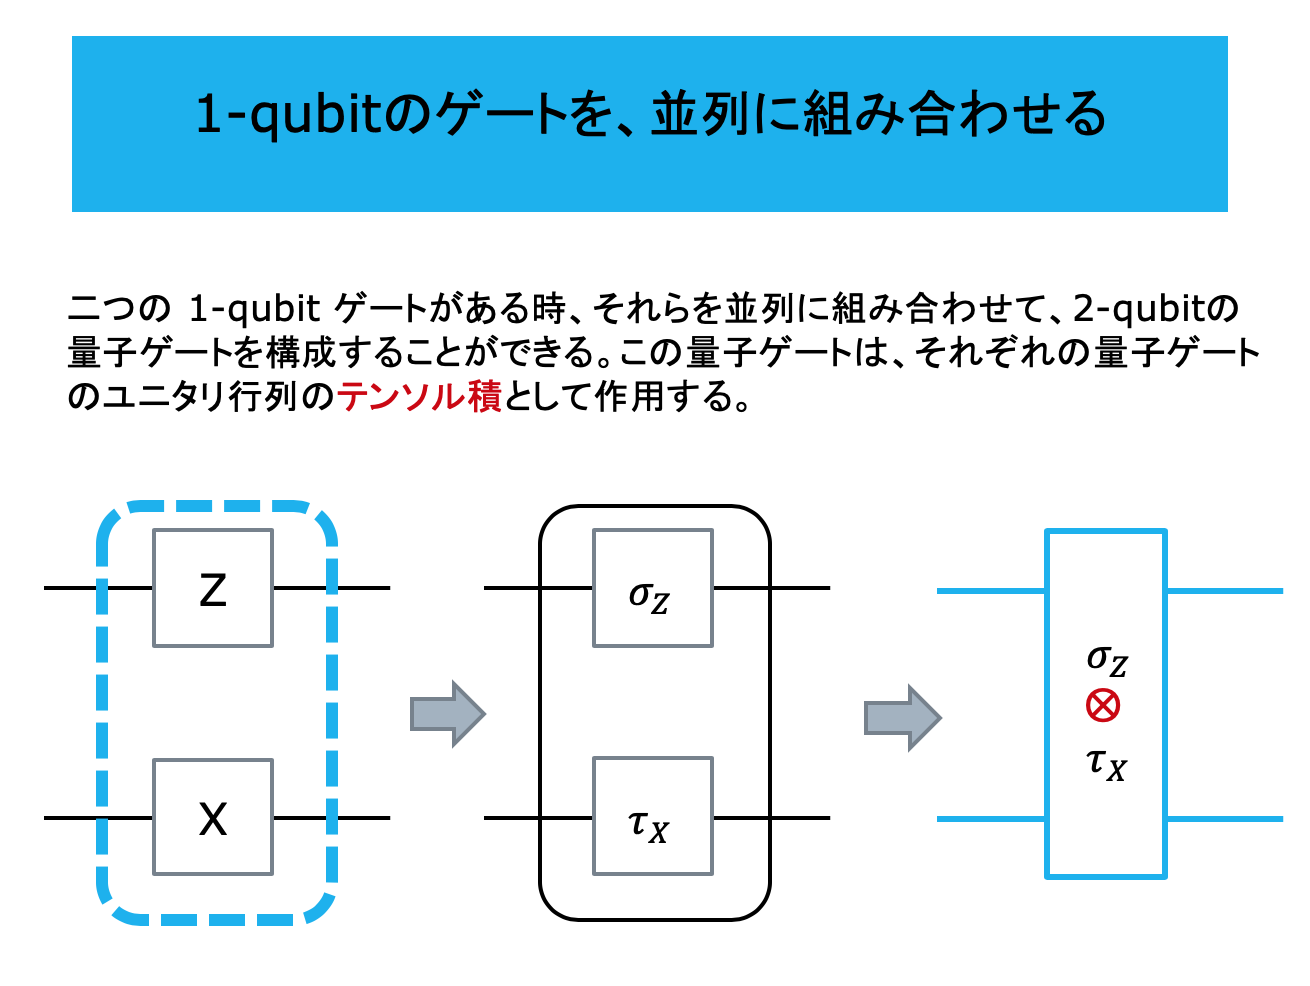 1-qubitのゲートを、並列に組み合わせる
二つの 1-qubit ゲートがある時、それらを並列に組み合わせて、2-qubitの
量子ゲートを構成することができる。この量子ゲートは、それぞれの量子ゲート
のユニタリ行列のテンソル積として作用する。
Z
X
σ_Z
τ_X
σ_Z
⊗
τ_X